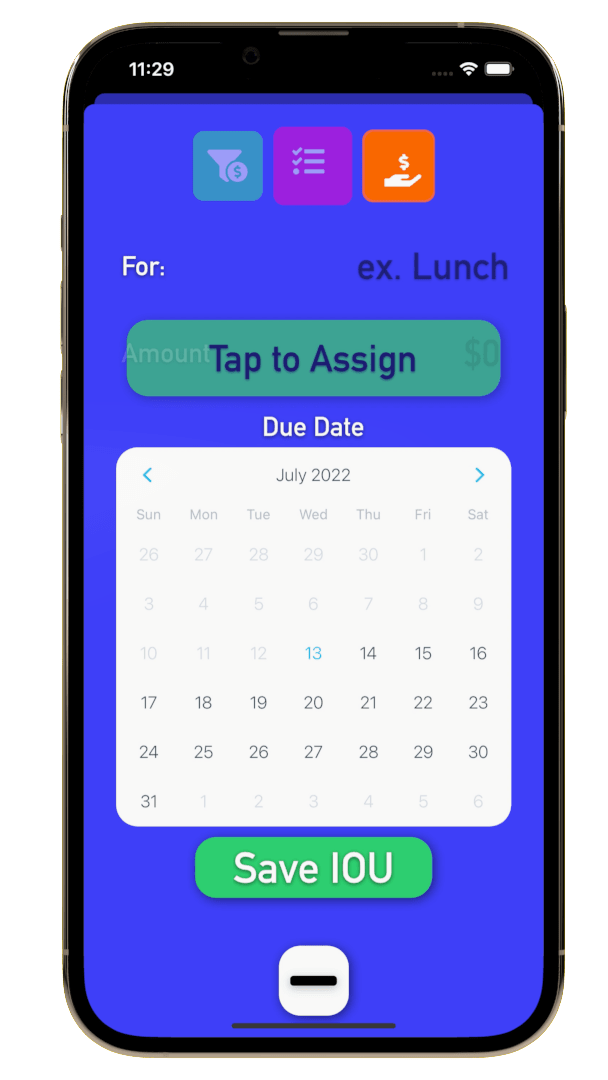 11:29
$
$
For: ex. Lunch
Amount $0
Tap to Assign
Due Date
July 2022
Sun Mon Tue Wed Thu Fri Sat
26 27 28 29 30 1 2
3 4 5 6 7 8 9
10 11 12 13 14 15 16
17 18 19 20 21 22 23
24 25 26 27 28 29 30
31 1 2 3 4 5 6
Save IOU